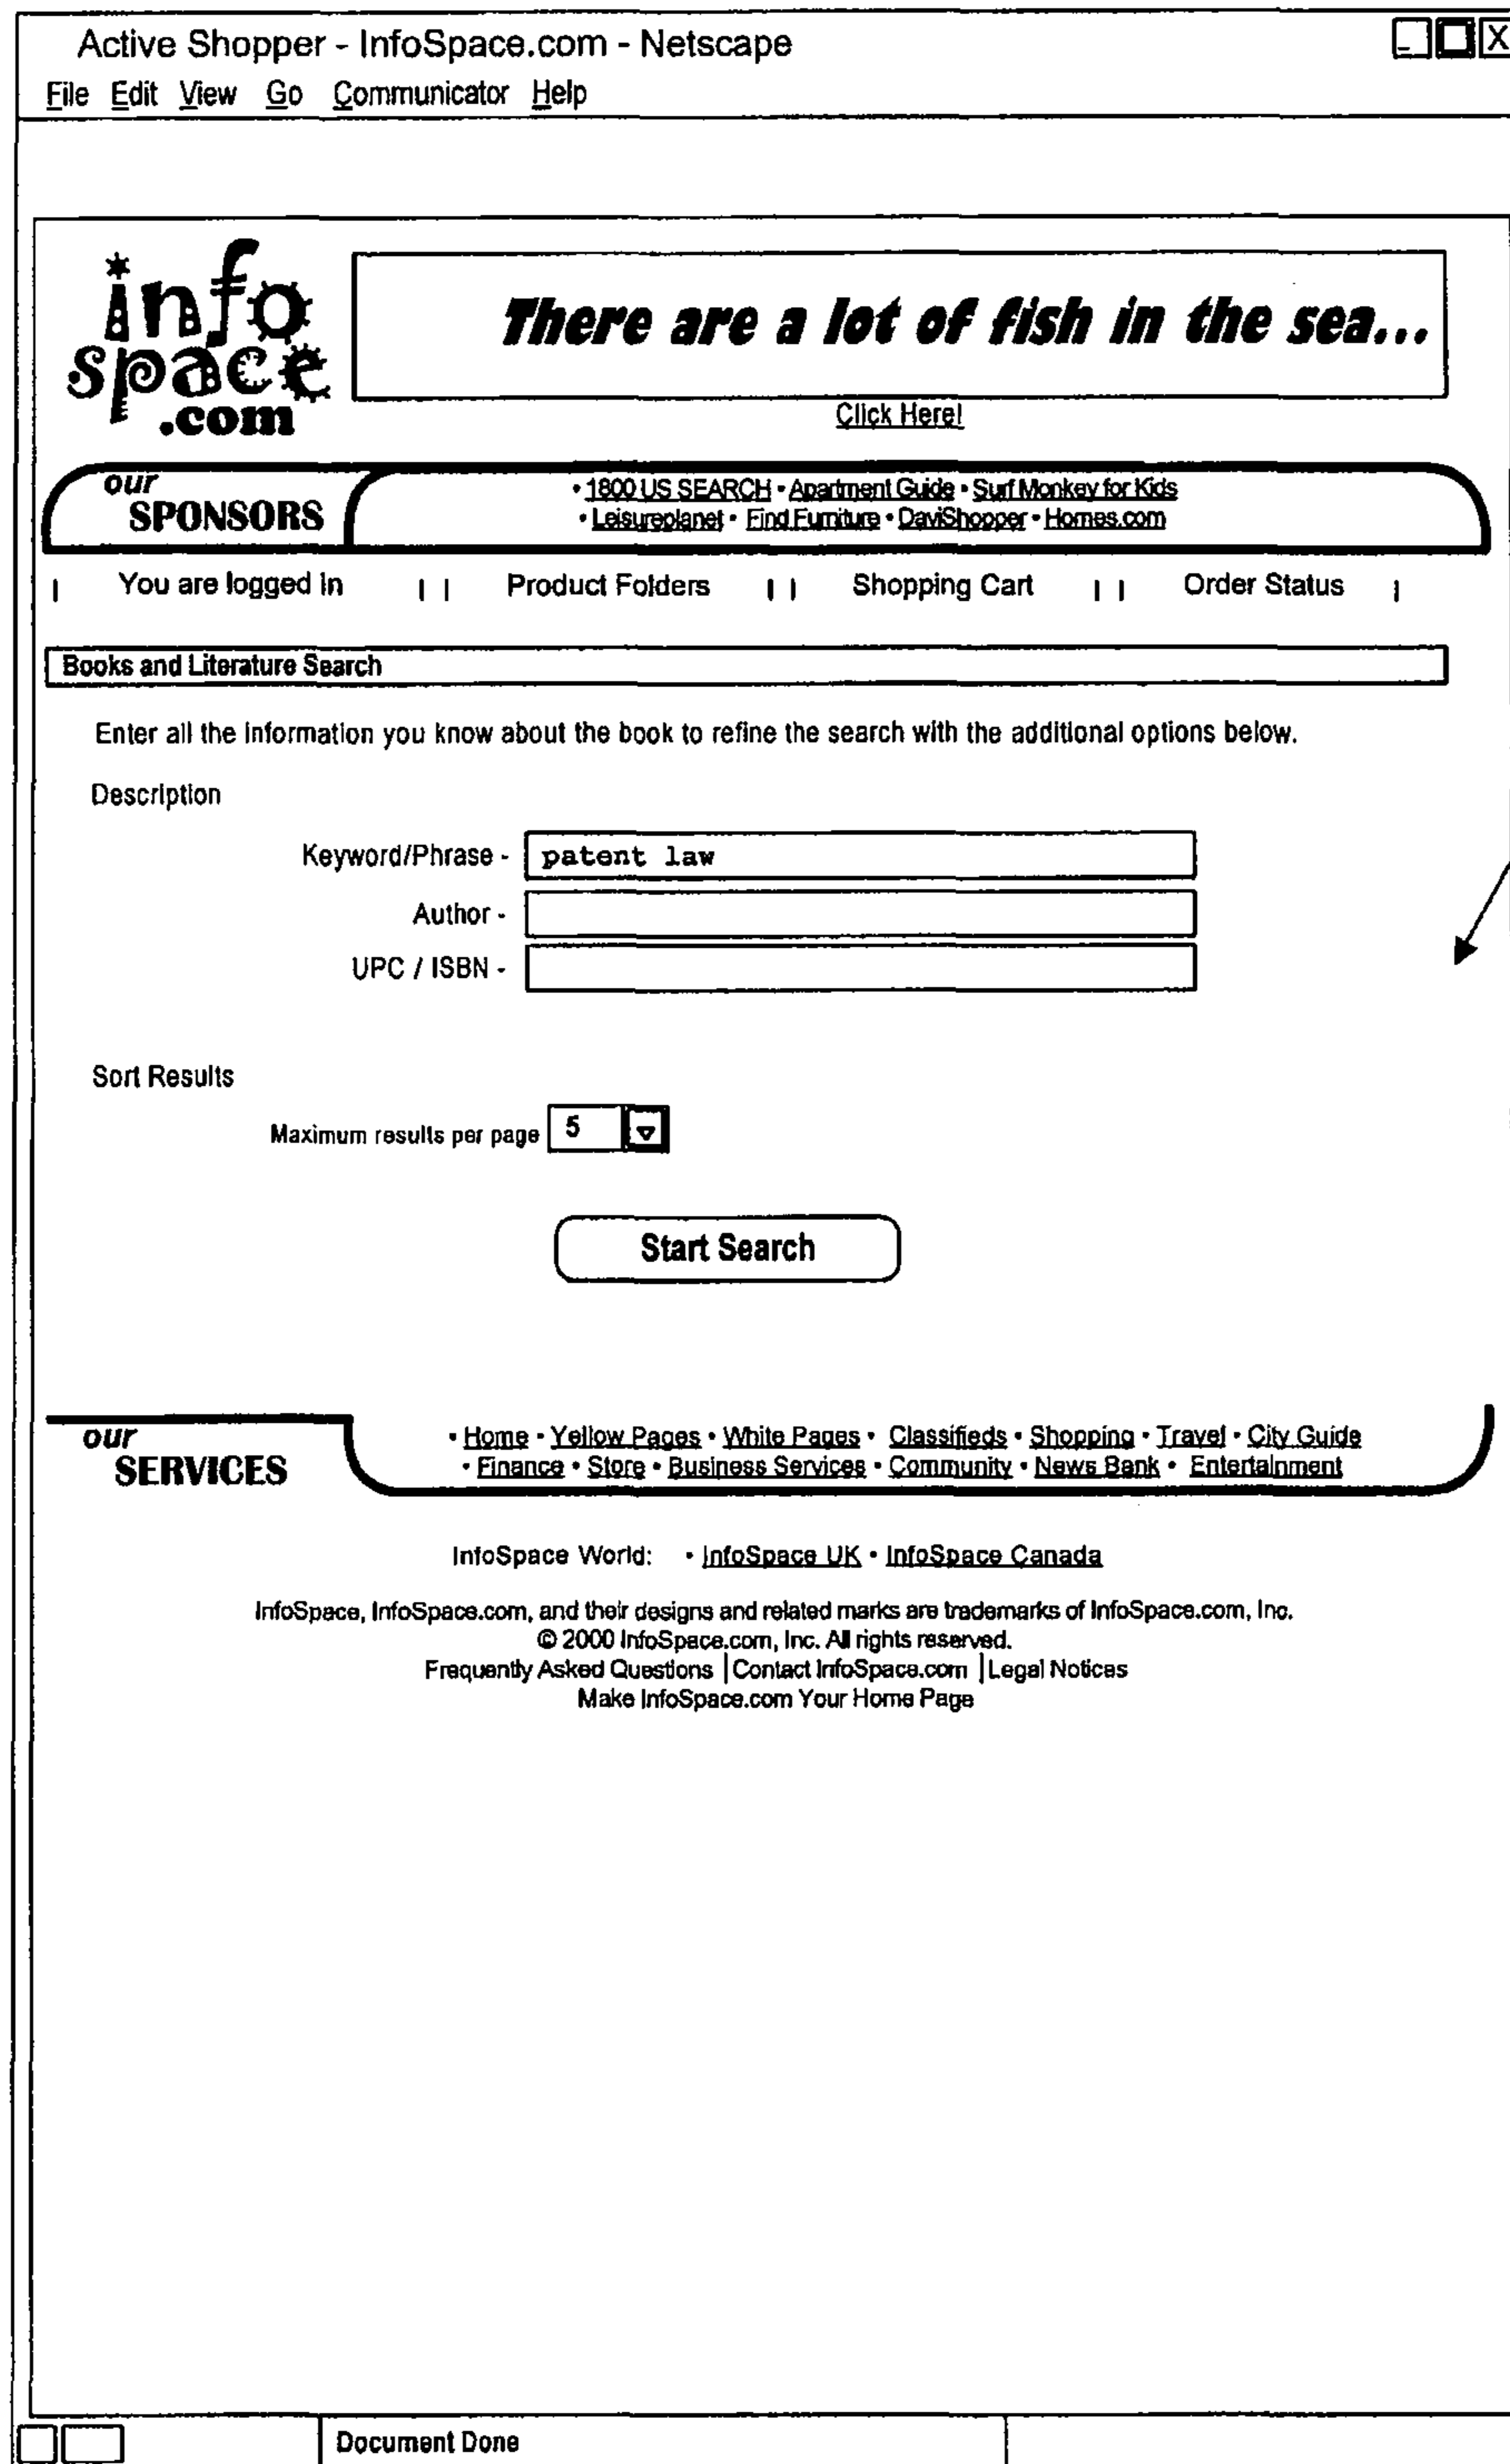 Active Shopper - InfoSpace.com - Netscape
File Edit View Go Communicator Help
info
space
.com
There are a lot of fish in the sea...
Click Here!
our
SPONSORS
• 1800 US SEARCH • Apartment Guide • Surf Monkey for Kids
• Leisureplanet • Find Furniture • DaviShopper • Homes.com
| You are logged in | | Product Folders | | Shopping Cart | | Order Status |
Books and Literature Search
Enter all the information you know about the book to refine the search with the additional options below.
Description
Keyword/Phrase - patent law
Author -
UPC / ISBN -
Sort Results
Maximum results per page 5
Start Search
our
SERVICES
• Home • Yellow Pages • White Pages • Classifieds • Shopping • Travel • City Guide
• Finance • Store • Business Services • Community • News Bank • Entertainment
InfoSpace World: • InfoSpace UK • InfoSpace Canada
InfoSpace, InfoSpace.com, and their designs and related marks are trademarks of InfoSpace.com, Inc.
© 2000 InfoSpace.com, Inc. All rights reserved.
Frequently Asked Questions | Contact InfoSpace.com | Legal Notices
Make InfoSpace.com Your Home Page
Document Done